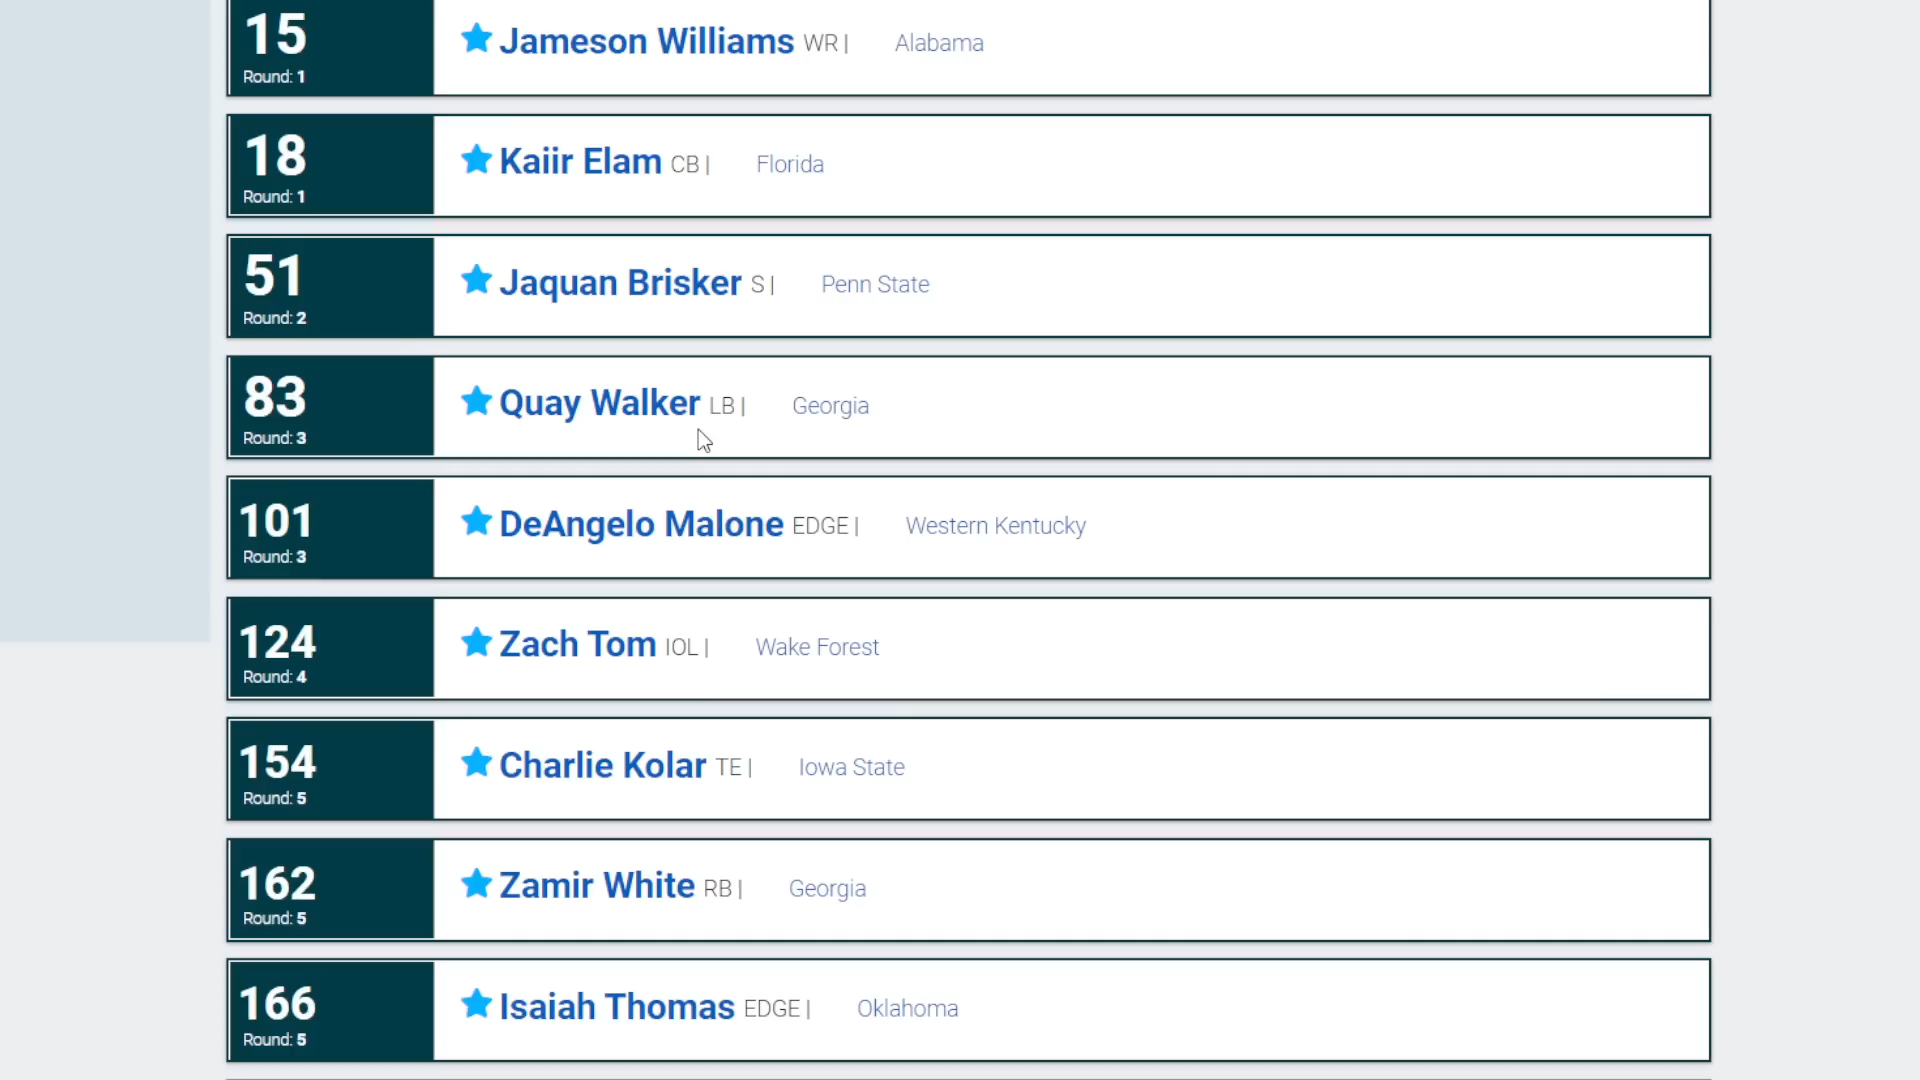 15
Round: 1
Jameson Williams WR | Alabama
18
Round: 1
Kaiir Elam CB | Florida
51
Round: 2
Jaquan Brisker S | Penn State
83
Round: 3
Quay Walker LB | Georgia
101
Round: 3
DeAngelo Malone EDGE | Western Kentucky
124
Round: 4
Zach Tom IOL | Wake Forest
154
Round: 5
Charlie Kolar TE | Iowa State
162
Round: 5
Zamir White RB | Georgia
166
Round: 5
Isaiah Thomas EDGE | Oklahoma